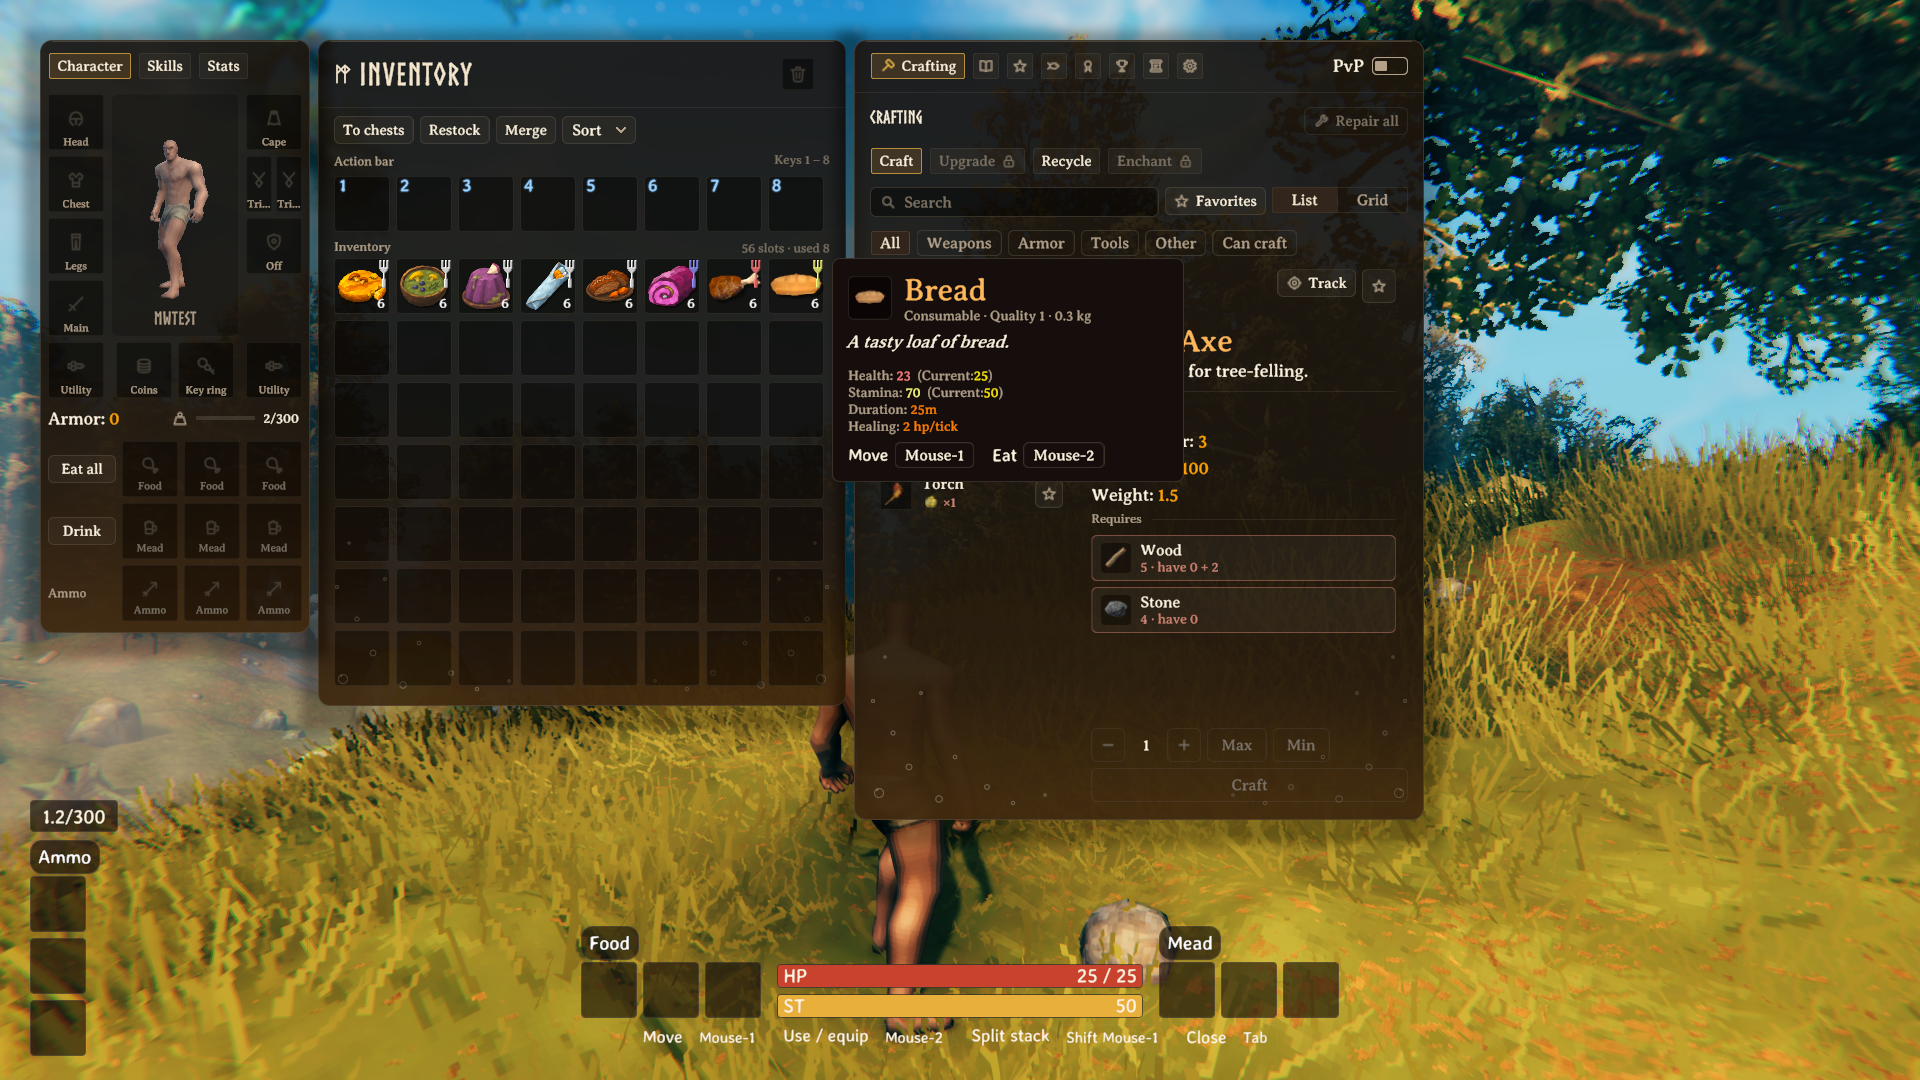 Character
Skills
Stats
Head
Cape
Chest
Tri...
Tri...
Legs
Off
Main
MWTEST
Utility
Coins
Key ring
Utility
Armor: 0
2/300
Eat all
Food
Food
Food
Drink
Mead
Mead
Mead
Ammo
Ammo
Ammo
Ammo
INVENTORY
To chests
Restock
Merge
Sort
Action bar
Keys 1 – 8
1
2
3
4
5
6
7
8
Inventory
56 slots · used 8
6
6
6
6
6
6
6
6
Crafting
PvP
CRAFTING
Repair all
Craft
Upgrade
Recycle
Enchant
Search
Favorites
List
Grid
All
Weapons
Armor
Tools
Other
Can craft
Bread
Consumable · Quality 1 · 0.3 kg
A tasty loaf of bread.
Health: 23 (Current:25)
Stamina: 70 (Current:50)
Duration: 25m
Healing: 2 hp/tick
Move
Mouse-1
Eat
Mouse-2
Track
Axe
for tree-felling.
r: 3
100
Torch
×1
Weight: 1.5
Requires
Wood
5 · have 0 + 2
Stone
4 · have 0
1
Max
Min
Craft
1.2/300
Ammo
Food
HP
25 / 25
ST
50
Mead
Move
Mouse-1
Use / equip
Mouse-2
Split stack
Shift Mouse-1
Close
Tab